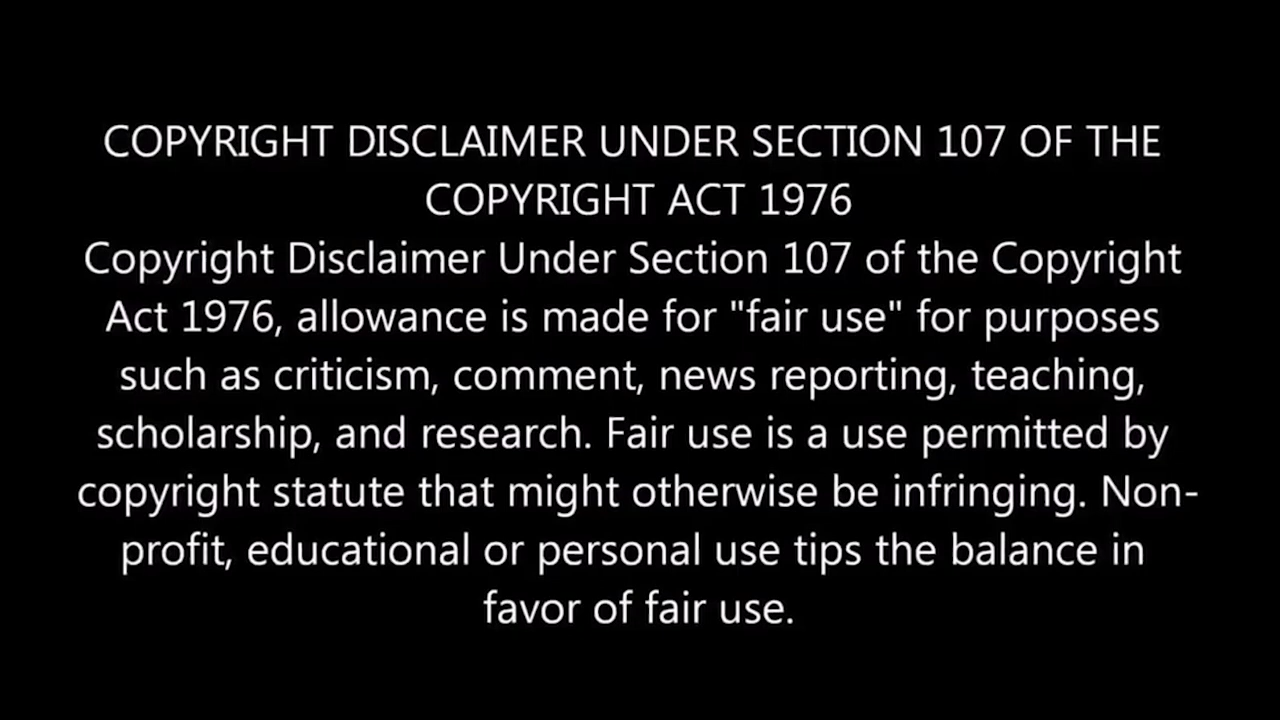 COPYRIGHT DISCLAIMER UNDER SECTION 107 OF THE
COPYRIGHT ACT 1976
Copyright Disclaimer Under Section 107 of the Copyright
Act 1976, allowance is made for "fair use" for purposes
such as criticism, comment, news reporting, teaching,
scholarship, and research. Fair use is a use permitted by
copyright statute that might otherwise be infringing. Non-
profit, educational or personal use tips the balance in
favor of fair use.